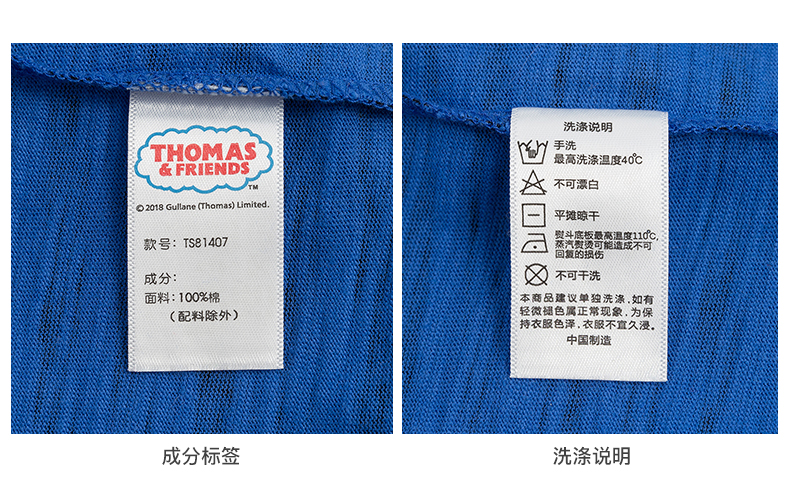 THOMAS
& FRIENDS
™
© 2018 Gullane (Thomas) Limited.
款号: TS81407
成分:
面料: 100%棉
(配料除外)
成分标签
洗涤说明
手洗
最高洗涤温度40℃
不可漂白
平摊晾干
熨斗底板最高温度110℃,
蒸汽熨烫可能造成不可
回复的损伤
不可干洗
本商品建议单独洗涤, 如有
轻微褪色属正常现象, 为保
持衣服色泽, 衣服不宜久浸。
中国制造
洗涤说明